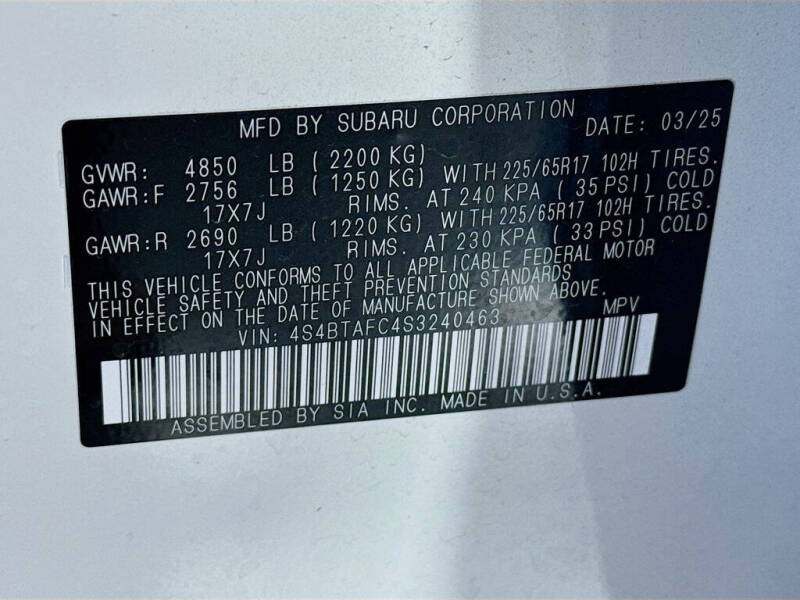 MFD BY SUBARU CORPORATION DATE: 03/25
GVWR: 4850 LB (2200 KG)
GAWR:F 2756 LB (1250 KG) WITH 225/65R17 102H TIRES.
17X7J RIMS. AT 240 KPA (35 PSI) COLD
GAWR:R 2690 LB (1220 KG) WITH 225/65R17 102H TIRES.
17X7J RIMS. AT 230 KPA (33 PSI) COLD
THIS VEHICLE CONFORMS TO ALL APPLICABLE FEDERAL MOTOR
VEHICLE SAFETY AND THEFT PREVENTION STANDARDS
IN EFFECT ON THE DATE OF MANUFACTURE SHOWN ABOVE.
VIN: 4S4BTAFC4S3240463 MPV
ASSEMBLED BY SIA INC. MADE IN U.S.A.